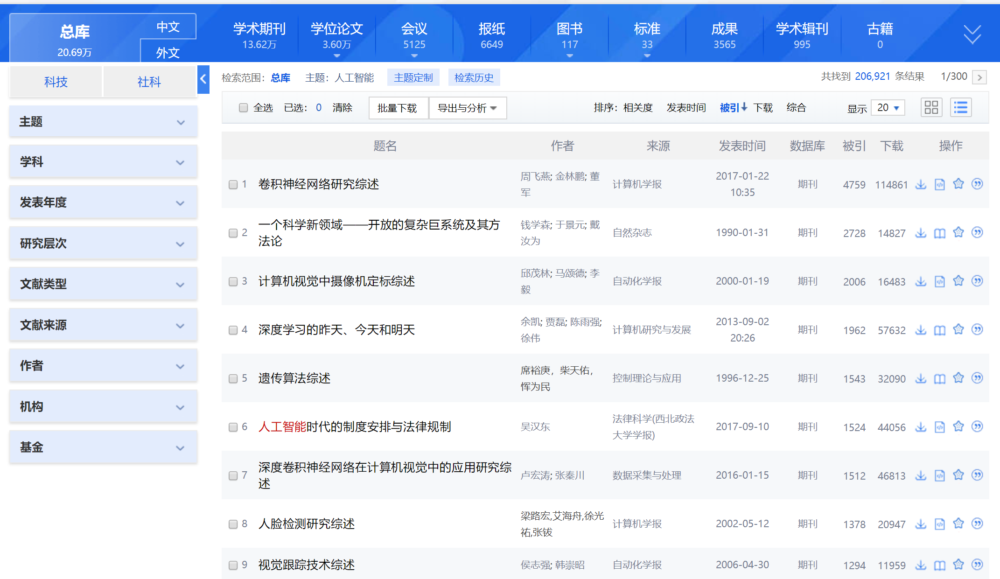 总库
20.69万
中文
外文
学术期刊
13.62万
学位论文
3.60万
会议
5125
报纸
6649
图书
117
标准
33
成果
3565
学术辑刊
995
古籍
0
科技
社科
检索范围：总库 主题：人工智能 主题定制 检索历史
共找到 206,921 条结果 1/300
全选 已选：0 清除 批量下载 导出与分析
排序：相关度 发表时间 被引 下载 综合 显示 20
主题
学科
发表年度
研究层次
文献类型
文献来源
作者
机构
基金
题名 作者 来源 发表时间 数据库 被引 下载 操作
1 卷积神经网络研究综述 周飞燕; 金林鹏; 董
军 计算机学报 2017-01-22
10:35 期刊 4759 114861
2 一个科学新领域——开放的复杂巨系统及其方
法论 钱学森; 于景元; 戴
汝为 自然杂志 1990-01-31 期刊 2728 14827
3 计算机视觉中摄像机定标综述 邱茂林; 马颂德; 李
毅 自动化学报 2000-01-19 期刊 2006 16483
4 深度学习的昨天、今天和明天 余凯; 贾磊; 陈雨强;
徐伟 计算机研究与发展 2013-09-02
20:26 期刊 1962 57632
5 遗传算法综述 席裕庚，柴天佑，
恽为民 控制理论与应用 1996-12-25 期刊 1543 32090
6 人工智能时代的制度安排与法律规制 吴汉东 法律科学(西北政法
大学学报) 2017-09-10 期刊 1524 44056
7 深度卷积神经网络在计算机视觉中的应用研究综
述 卢宏涛; 张秦川 数据采集与处理 2016-01-15 期刊 1512 46813
8 人脸检测研究综述 梁路宏,艾海舟,徐光
祐,张钹 计算机学报 2002-05-12 期刊 1378 20947
9 视觉跟踪技术综述 侯志强; 韩崇昭 自动化学报 2006-04-30 期刊 1294 11959